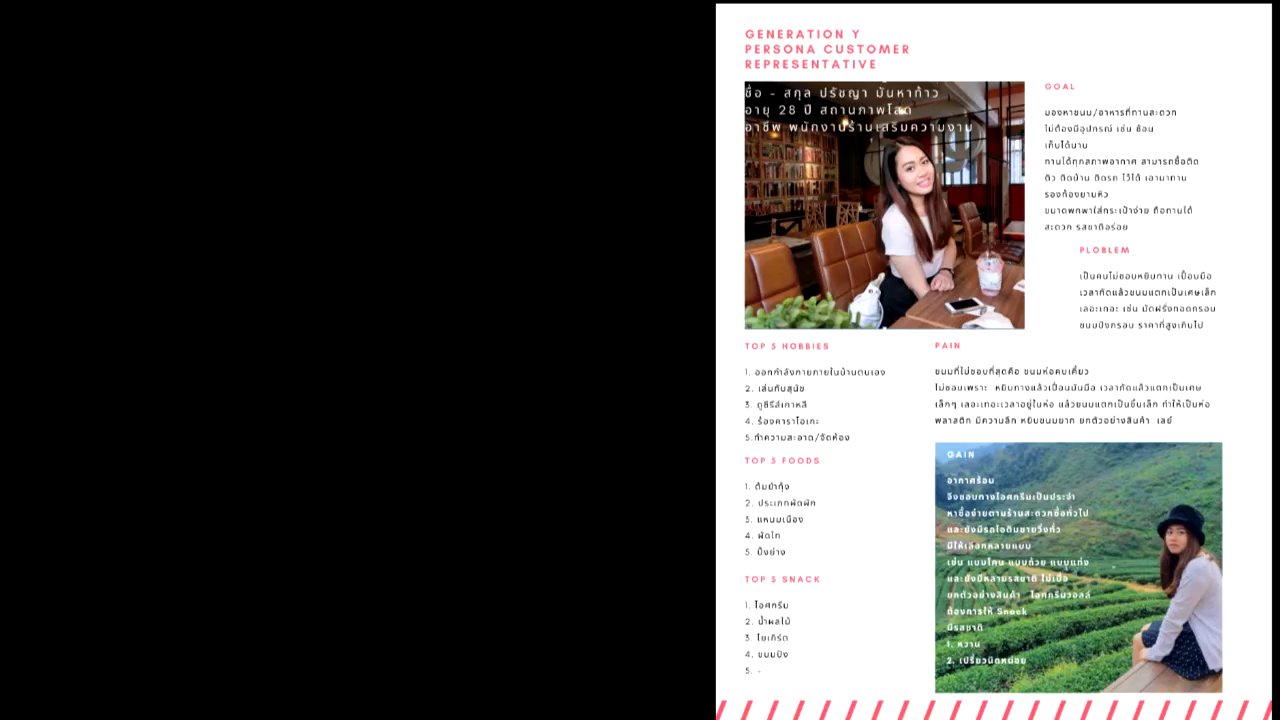 GENERATION Y
PERSONA CUSTOMER
REPRESENTATIVE
ชื่อ - สกุล ปรัชญา มันหาท้าว
อายุ 28 ปี สถานภาพโสด
อาชีพ พนักงานร้านเสริมความงาม
GOAL
มองหาขนม/อาหารที่ทานสะดวก
ไม่ต้องมีอุปกรณ์ เช่น ช้อน
เก็บได้นาน
ทานได้ทุกสภาพอากาศ สามารถซื้อติด
ตัว ติดบ้าน ติดรถ ไว้ได้ เอามาทาน
รองท้องยามหิว
ขนาดพกพาใส่กระเป๋าง่าย ถือทานได้
สะดวก รสชาติอร่อย
PLOBLEM
เป็นคนไม่ชอบหยิบทาน เปื้อนมือ
เวลากัดแล้วขนมแตกเป็นเศษเล็ก
เลอะเทอะ เช่น มันฝรั่งทอดกรอบ
ขนมปังกรอบ ราคาที่สูงเกินไป
TOP 5 HOBBIES
1. ออกกำลังกายภายในบ้านตนเอง
2. เล่นกับสุนัข
3. ดูซีรีส์เกาหลี
4. ร้องคาราโอเกะ
5.ทำความสะอาด/จัดห้อง
PAIN
ขนมที่ไม่ชอบที่สุดคือ ขนมห่อคบเคี้ยว
ไม่ชอบเพราะ หยิบทางแล้วเปื้อนมันมือ เวลากัดแล้วแตกเป็นเศษ
เล็กๆ เลอะเทอะเวลาอยู่ในห่อ แล้วขนมแตกเป็นชิ้นเล็ก ทำให้เป็นห่อ
พลาสติก มีความลึก หยิบขนมยาก ยกตัวอย่างสินค้า เลย์
TOP 5 FOODS
1. ต้มยำกุ้ง
2. ประเภทผัดผัก
3. แหนมเนือง
4. ผัดไท
5. ปิ้งย่าง
TOP 5 SNACK
1. ไอศกรีม
2. น้ำผลไม้
3. โยเกิร์ต
4. ขนมปัง
5. -
GAIN
อากาศร้อน
จึงชอบทางไอศกรีมเป็นประจำ
หาซื้อง่ายตามร้านสะดวกซื้อทั่วไป
และยังมีรถไอติมขายวิ่งทั่ว
มีให้เลือกหลายแบบ
เช่น แบบโคน แบบถ้วย แบบแท่ง
และยังมีหลายรสชาติ ไม่เบื่อ
ยกตัวอย่างสินค้า ไอศกรีมวอลล์
ต้องการให้ Snack
มีรสชาติ
1. หวาน
2. เปรี้ยวนิดหน่อย